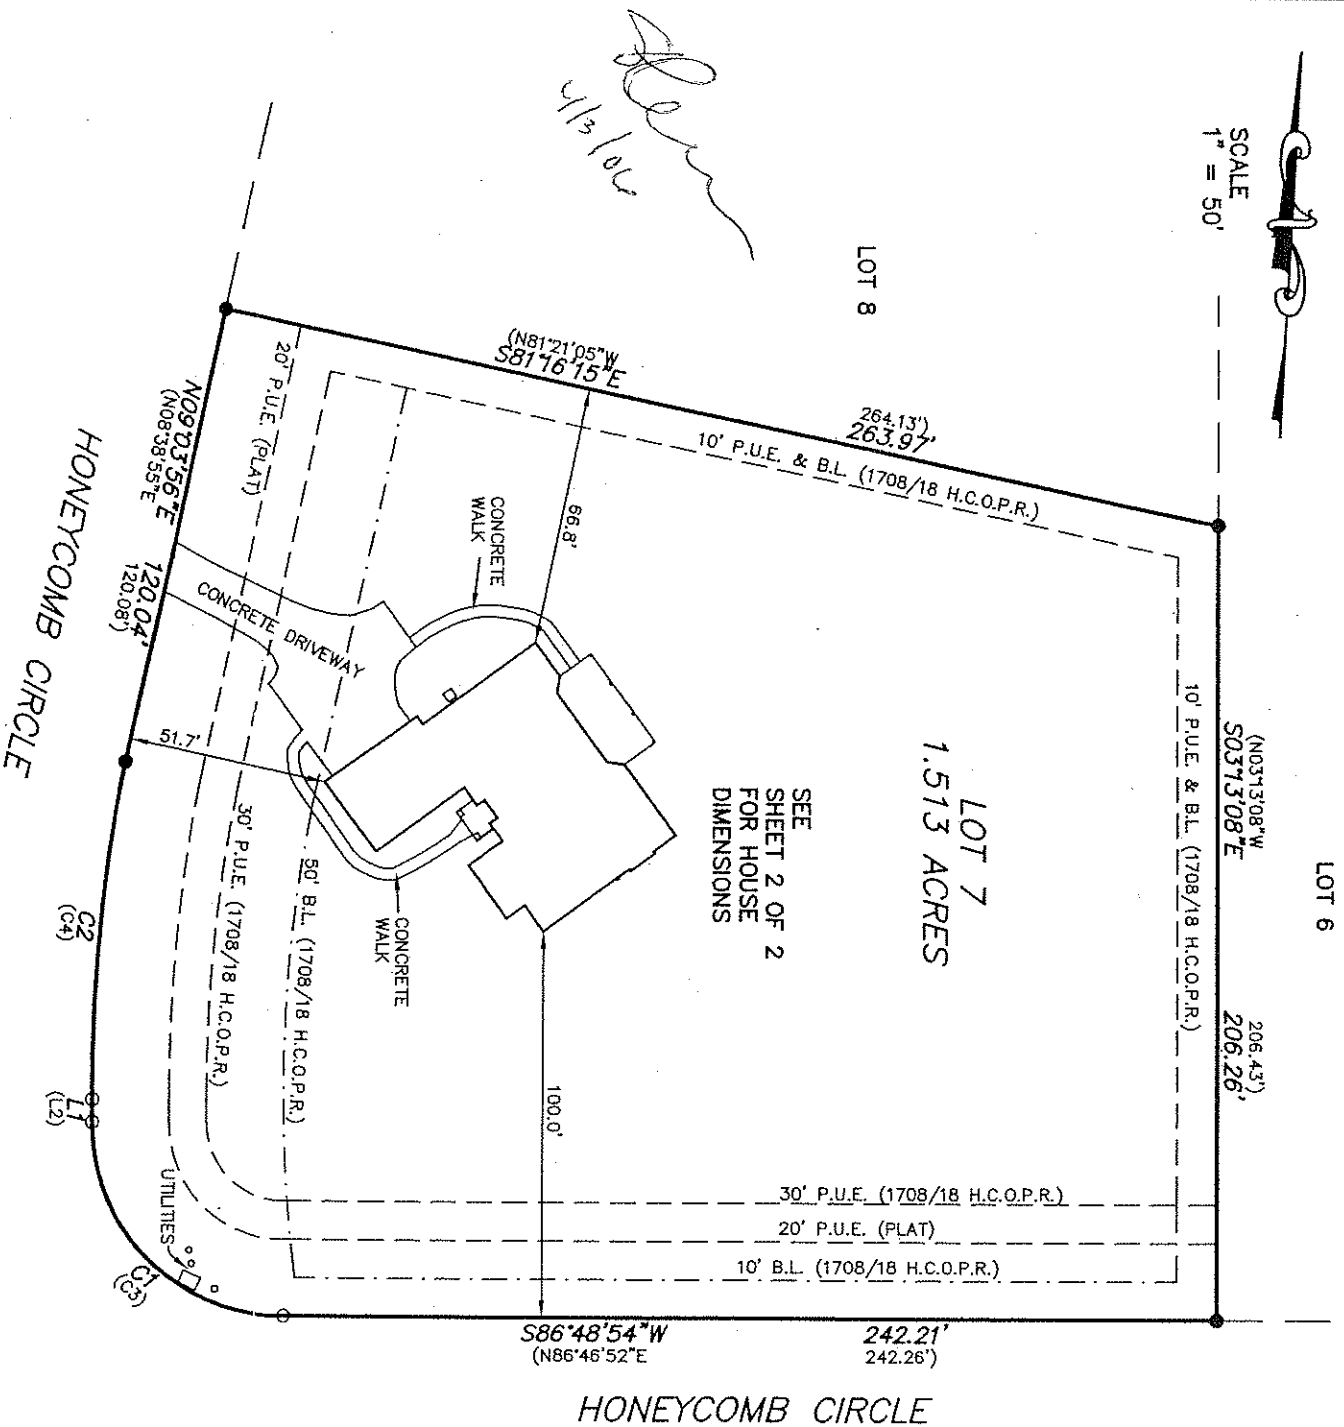 SCALE
1" = 50'
4/3/06
LOT 8
LOT 6
(N81°21'05"W
S81°16'15"E
264.13')
263.97'
10' P.U.E. & B.L. (1708/18 H.C.O.P.R.)
(N03°13'08"W
S03°13'08"E
206.43')
206.26'
10' P.U.E. & B.L. (1708/18 H.C.O.P.R.)
LOT 7
1.513 ACRES
SEE
SHEET 2 OF 2
FOR HOUSE
DIMENSIONS
66.8'
CONCRETE
WALK
20' P.U.E. (PLAT)
N09°03'56"E
(N08°38'55"E
120.04'
120.08')
CONCRETE DRIVEWAY
HONEYCOMB CIRCLE
51.7'
30' P.U.E. (1708/18 H.C.O.P.R.)
50' B.L. (1708/18 H.C.O.P.R.)
CONCRETE
WALK
100.0'
C2
(C4)
L1
(L2)
UTILITIES
C1
(C3)
30' P.U.E. (1708/18 H.C.O.P.R.)
20' P.U.E. (PLAT)
10' B.L. (1708/18 H.C.O.P.R.)
S86°48'54"W
(N86°46'52"E
242.21'
242.26')
HONEYCOMB CIRCLE